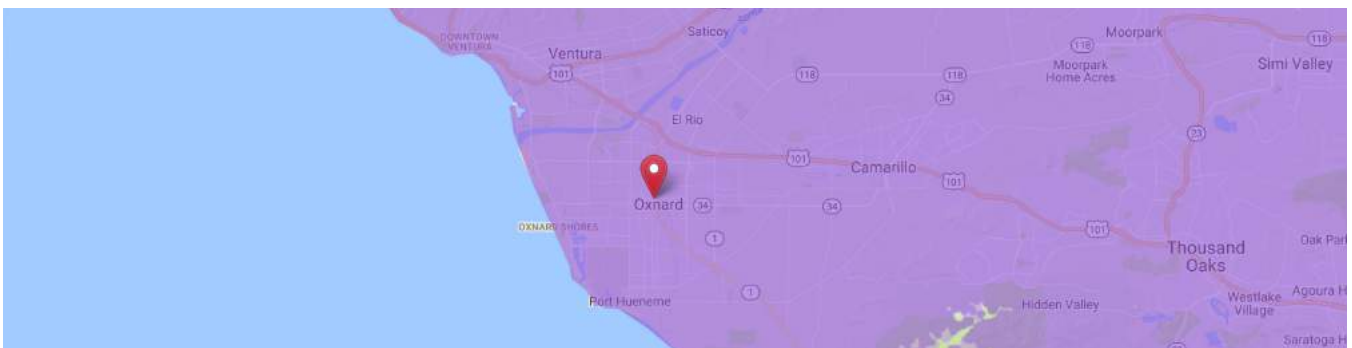 Saticoy
Moorpark
118
DOWNTOWN
VENTURA
Ventura
118
Moorpark
Home Acres
Simi Valley
101
118
118
34
El Rio
23
101
Camarillo
101
Oxnard
34
34
OXNARD SHORES
1
101
Thousand
Oaks
Oak Park
1
Port Hueneme
Hidden Valley
Westlake
Village
Agoura H
Saratoga H